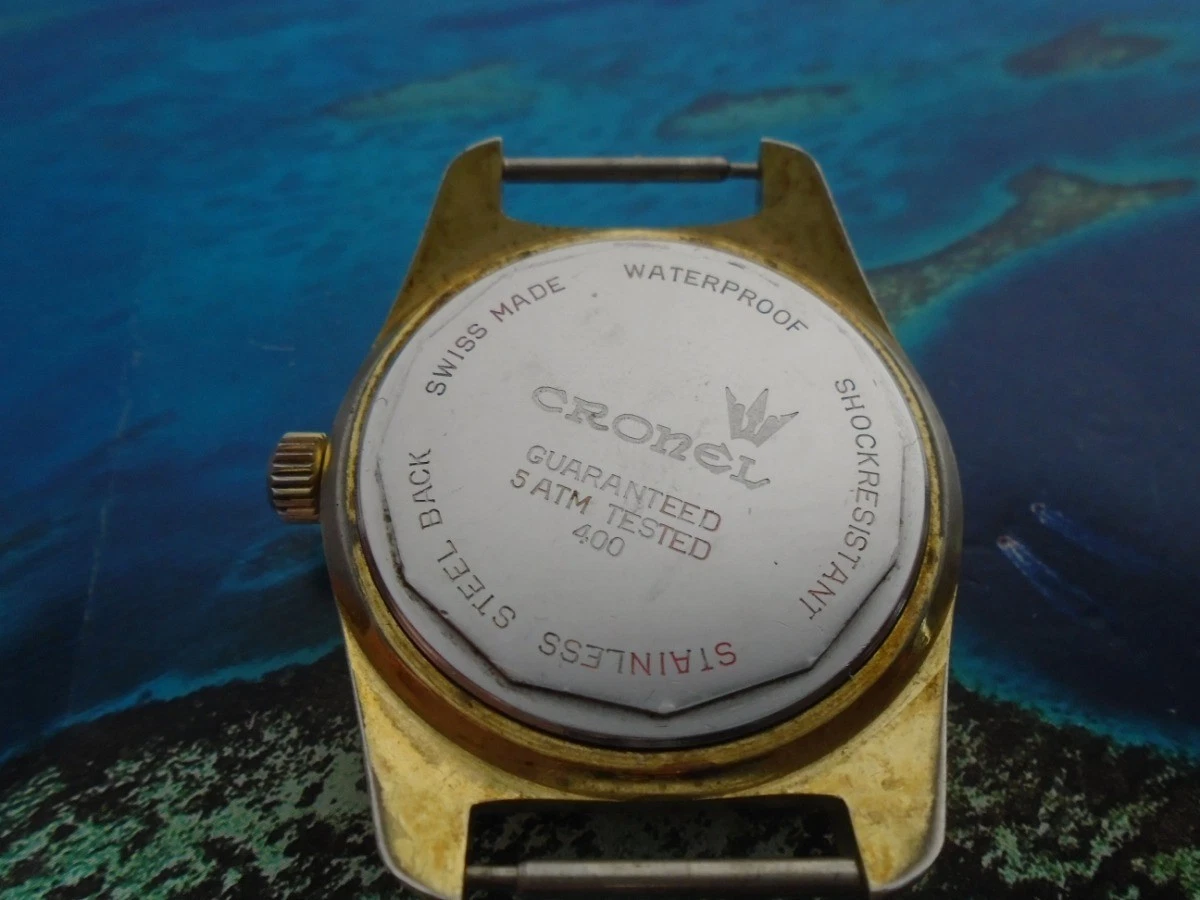 SWISS MADE
WATERPROOF
SHOCKRESISTANT
STAINLESS STEEL BACK
CRONEL
GUARANTEED
5 ATM TESTED
400